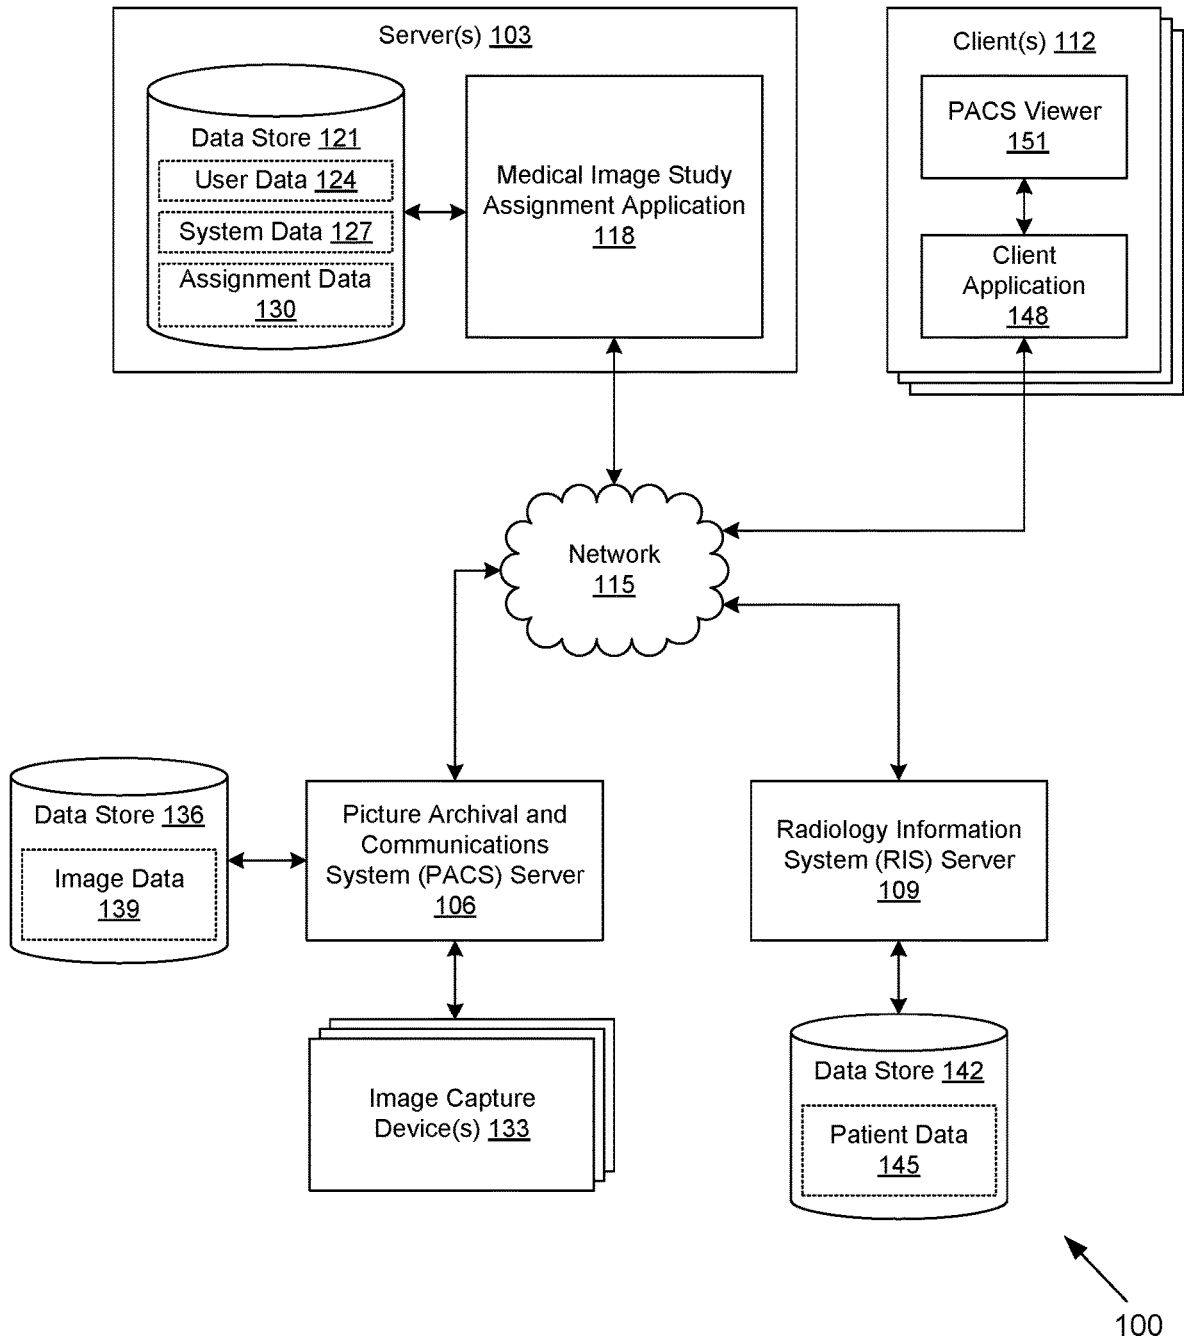 Server(s) 103
Data Store 121
User Data 124
System Data 127
Assignment Data
130
Medical Image Study
Assignment Application
118
Client(s) 112
PACS Viewer
151
Client
Application
148
Network
115
Data Store 136
Image Data
139
Picture Archival and
Communications
System (PACS) Server
106
Radiology Information
System (RIS) Server
109
Image Capture
Device(s) 133
Data Store 142
Patient Data
145
100